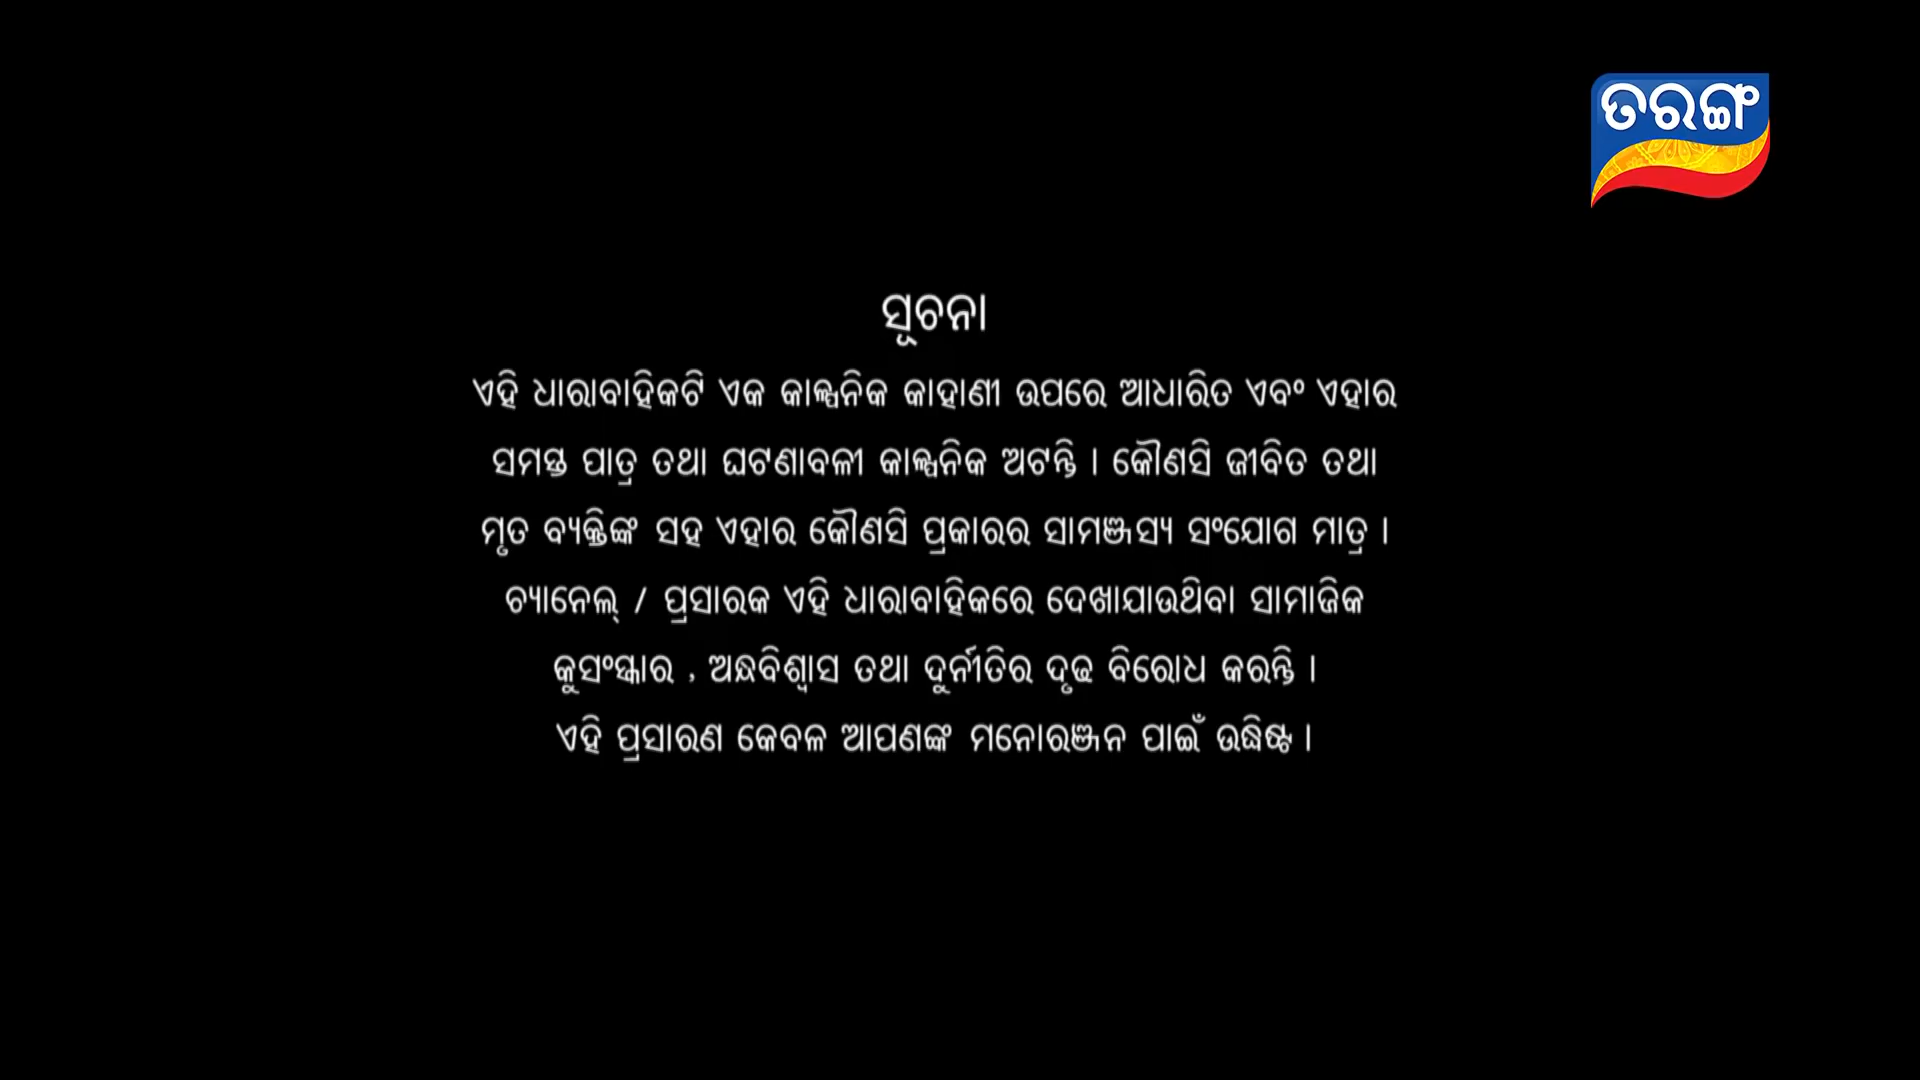 ତରଙ୍ଗ
ସୂଚନା
ଏହି ଧାରାବାହିକଟି ଏକ କାଳ୍ପନିକ କାହାଣୀ ଉପରେ ଆଧାରିତ ଏବଂ ଏହାର
ସମସ୍ତ ପାତ୍ର ତଥା ଘଟଣାବଳୀ କାଳ୍ପନିକ ଅଟନ୍ତି । କୌଣସି ଜୀବିତ ତଥା
ମୃତ ବ୍ୟକ୍ତିଙ୍କ ସହ ଏହାର କୌଣସି ପ୍ରକାରର ସାମଞ୍ଜସ୍ୟ ସଂଯୋଗ ମାତ୍ର ।
ଚ୍ୟାନେଲ୍ / ପ୍ରସାରକ ଏହି ଧାରାବାହିକରେ ଦେଖାଯାଉଥିବା ସାମାଜିକ
କୁସଂସ୍କାର , ଅନ୍ଧବିଶ୍ୱାସ ତଥା ଦୁର୍ନୀତିର ଦୃଢ ବିରୋଧ କରନ୍ତି ।
ଏହି ପ୍ରସାରଣ କେବଳ ଆପଣଙ୍କ ମନୋରଞ୍ଜନ ପାଇଁ ଉଦ୍ଧିଷ୍ଟ ।